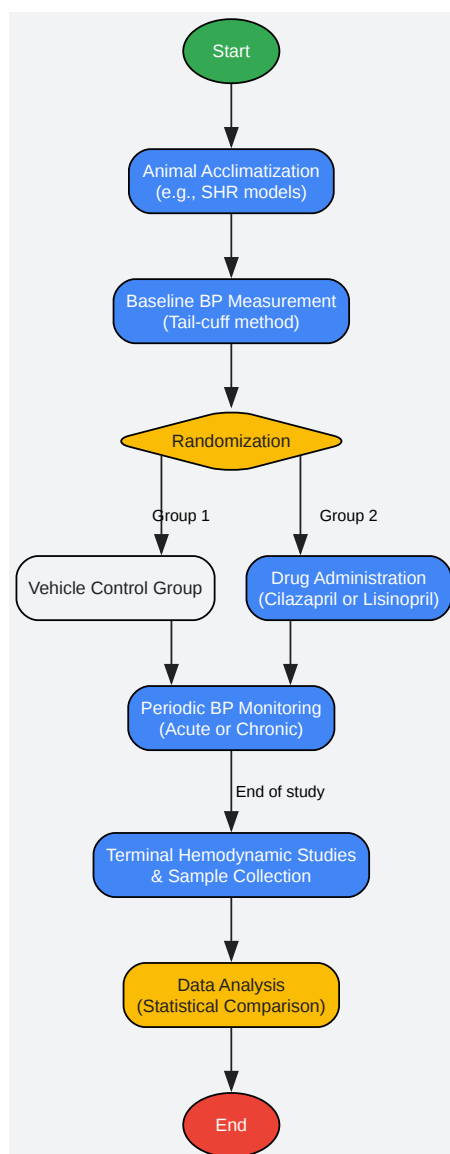 Start
Animal Acclimatization
(e.g., SHR models)
Baseline BP Measurement
(Tail-cuff method)
Randomization
Group 1
Group 2
Vehicle Control Group
Drug Administration
(Cilazapril or Lisinopril)
Periodic BP Monitoring
(Acute or Chronic)
End of study
Terminal Hemodynamic Studies
& Sample Collection
Data Analysis
(Statistical Comparison)
End